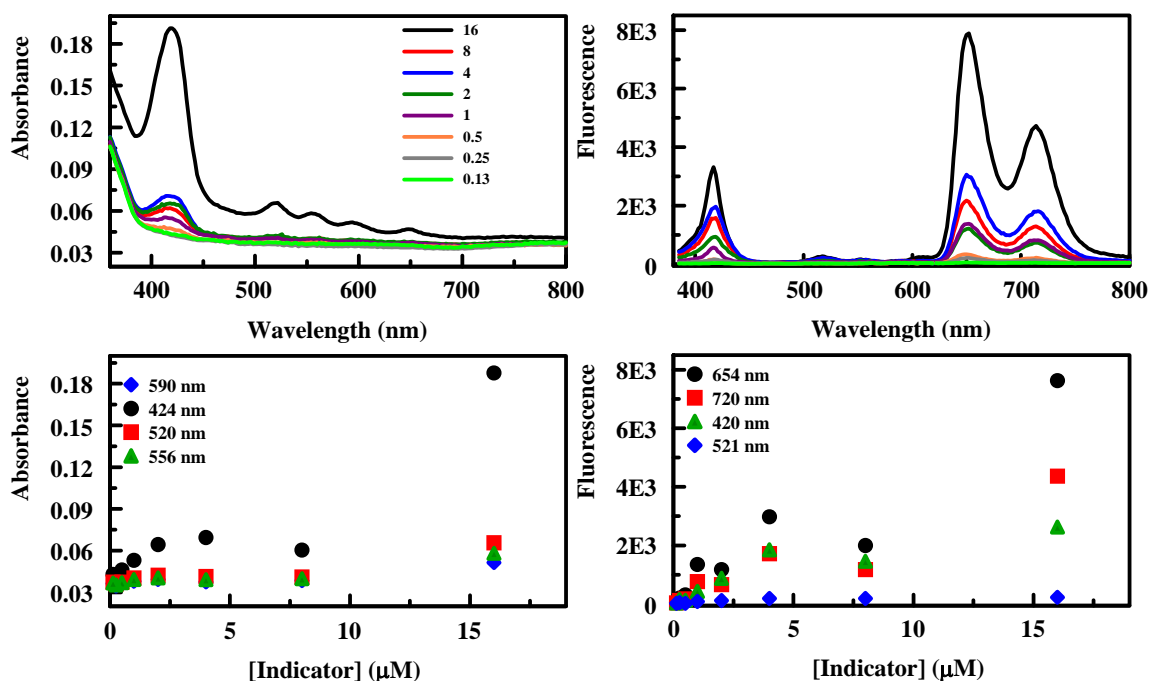 Absorbance
0.18
0.15
0.12
0.09
0.06
0.03
16
8
4
2
1
0.5
0.25
0.13
400 500 600 700 800
Wavelength (nm)
Fluorescence
8E3
6E3
4E3
2E3
0
400 500 600 700 800
Wavelength (nm)
Absorbance
0.18
0.15
0.12
0.09
0.06
0.03
590 nm
424 nm
520 nm
556 nm
0 5 10 15
[Indicator] (μM)
Fluorescence
8E3
6E3
4E3
2E3
0
654 nm
720 nm
420 nm
521 nm
0 5 10 15
[Indicator] (μM)